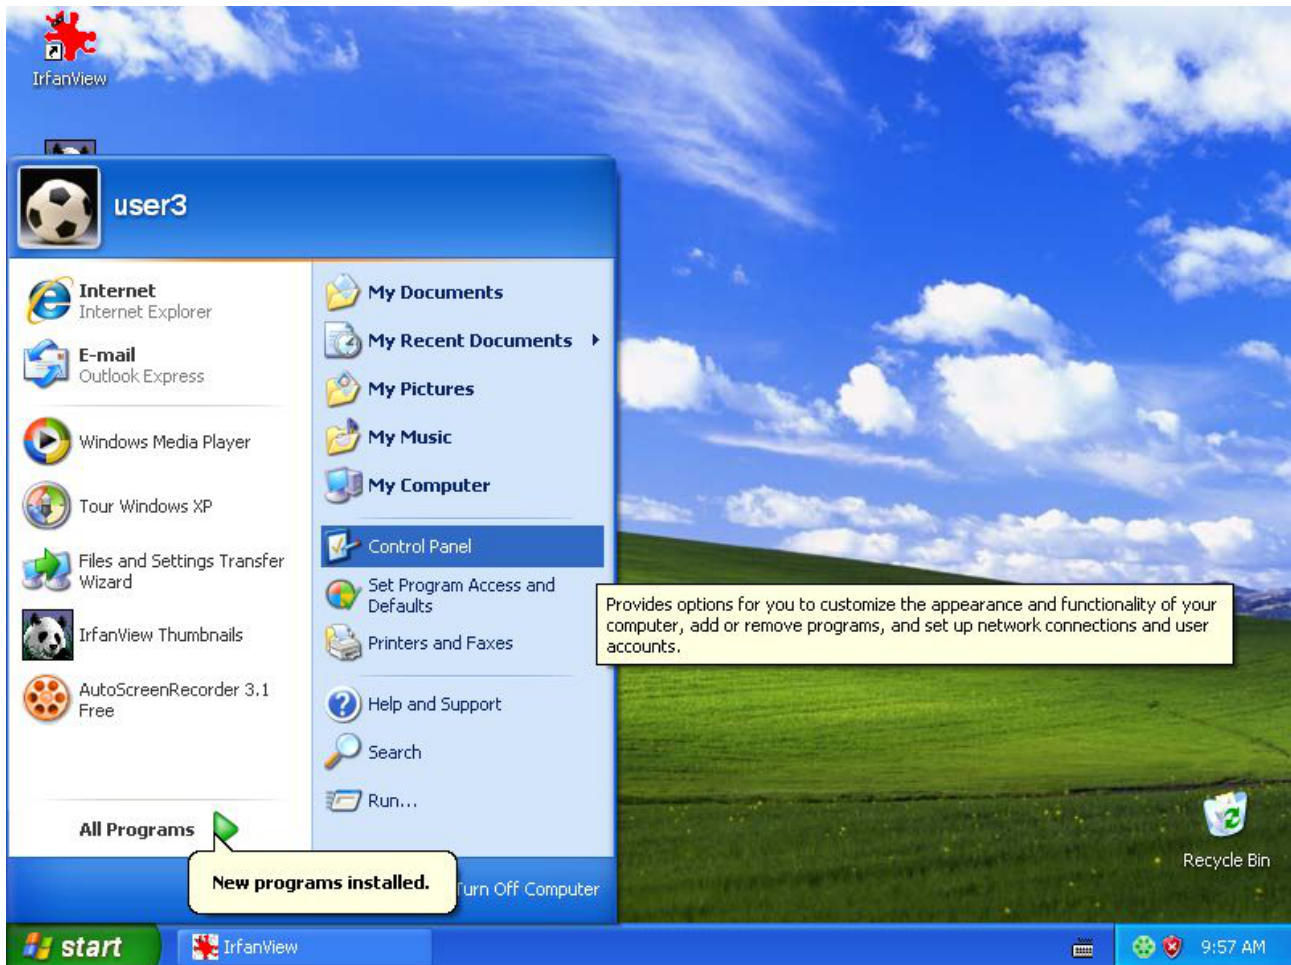 IrfanView
user3
Internet
Internet Explorer
E-mail
Outlook Express
Windows Media Player
Tour Windows XP
Files and Settings Transfer
Wizard
IrfanView Thumbnails
AutoScreenRecorder 3.1
Free
All Programs
My Documents
My Recent Documents
My Pictures
My Music
My Computer
Control Panel
Set Program Access and
Defaults
Printers and Faxes
Help and Support
Search
Run...
Provides options for you to customize the appearance and functionality of your
computer, add or remove programs, and set up network connections and user
accounts.
New programs installed.
Turn Off Computer
Recycle Bin
start
IrfanView
9:57 AM